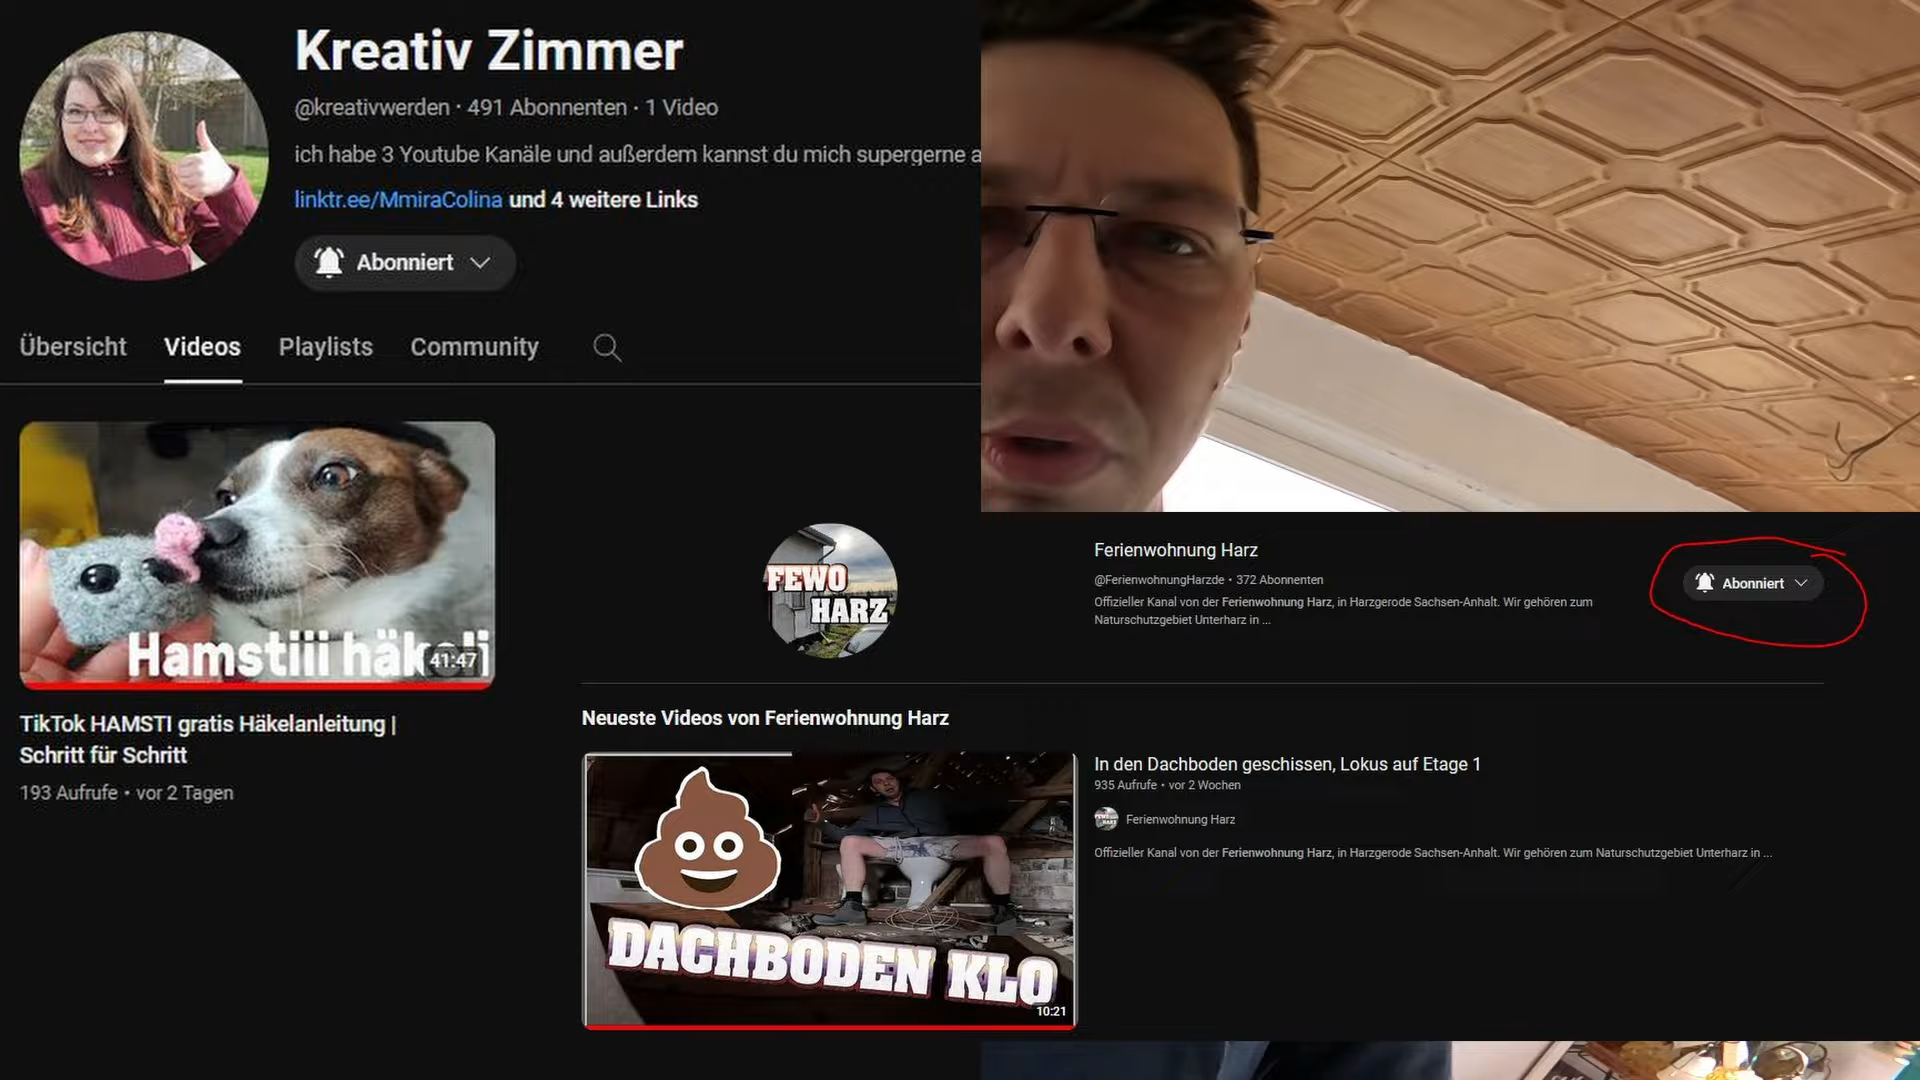 Kreativ Zimmer
@kreativwerden · 491 Abonnenten · 1 Video
ich habe 3 Youtube Kanäle und außerdem kannst du mich supergerne a
linktr.ee/MmiraColina und 4 weitere Links
Abonniert
Übersicht Videos Playlists Community
Hamstiii häk
41:47
TikTok HAMSTI gratis Häkelanleitung |
Schritt für Schritt
193 Aufrufe • vor 2 Tagen
FEWO
HARZ
Ferienwohnung Harz
@FerienwohnungHarzde • 372 Abonnenten
Offizieller Kanal von der Ferienwohnung Harz, in Harzgerode Sachsen-Anhalt. Wir gehören zum
Naturschutzgebiet Unterharz in ...
Abonniert
Neueste Videos von Ferienwohnung Harz
DACHBODEN KLO
10:21
In den Dachboden geschissen, Lokus auf Etage 1
935 Aufrufe • vor 2 Wochen
Ferienwohnung Harz
Offizieller Kanal von der Ferienwohnung Harz, in Harzgerode Sachsen-Anhalt. Wir gehören zum Naturschutzgebiet Unterharz in ...